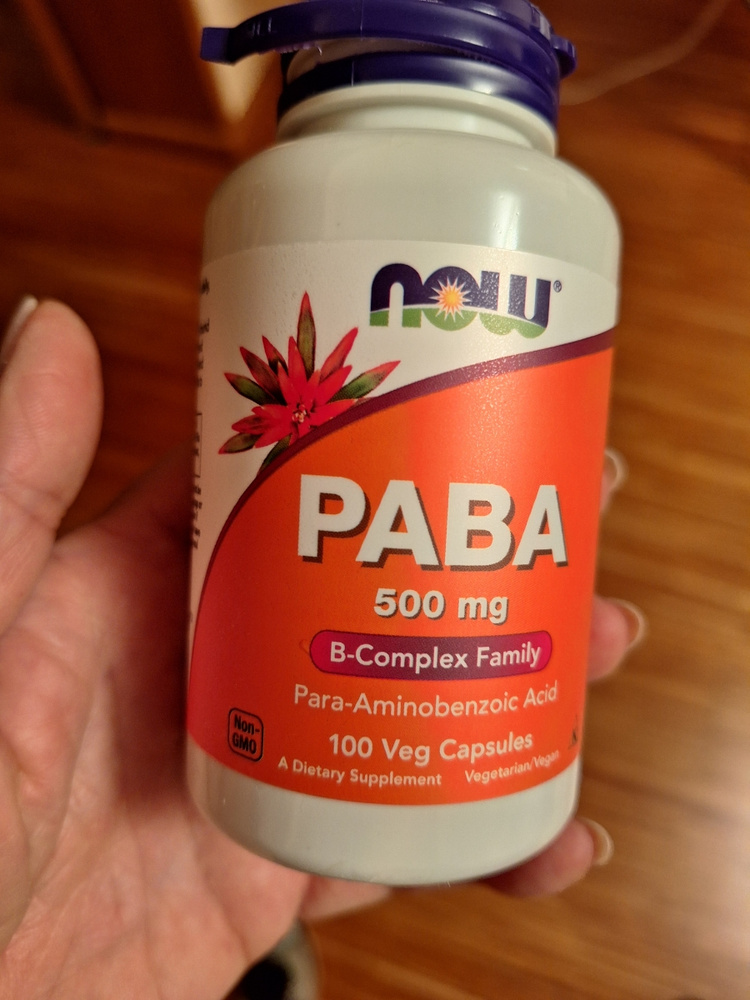 NOW®
PABA
500 mg
B-Complex Family
Para-Aminobenzoic Acid
Non-
GMO
100 Veg Capsules
A Dietary Supplement Vegetarian/Vegan